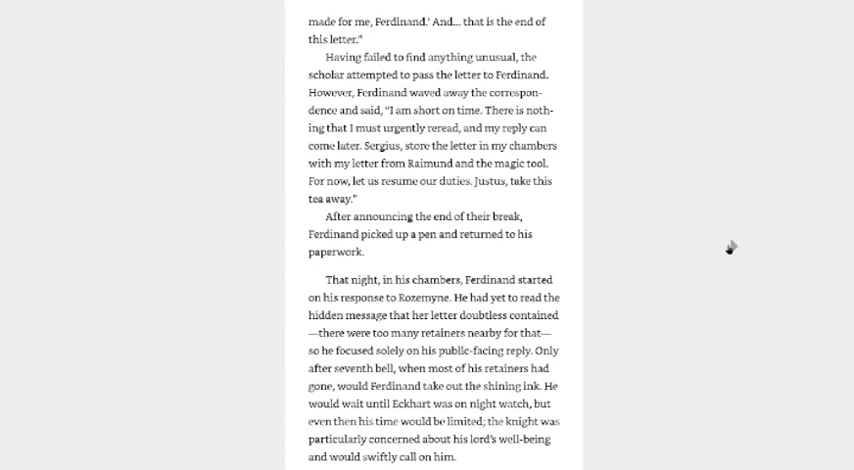 made for me, Ferdinand.' And... that is the end of
this letter."
Having failed to find anything unusual, the
scholar attempted to pass the letter to Ferdinand.
However, Ferdinand waved away the correspon-
dence and said, "I am short on time. There is noth-
ing that I must urgently reread, and my reply can
come later. Sergius, store the letter in my chambers
with my letter from Raimund and the magic tool.
For now, let us resume our duties. Justus, take this
tea away."
After announcing the end of their break,
Ferdinand picked up a pen and returned to his
paperwork.
That night, in his chambers, Ferdinand started
on his response to Rozemyne. He had yet to read the
hidden message that her letter doubtless contained
—there were too many retainers nearby for that—
so he focused solely on his public-facing reply. Only
after seventh bell, when most of his retainers had
gone, would Ferdinand take out the shining ink. He
would wait until Eckhart was on night watch, but
even then his time would be limited; the knight was
particularly concerned about his lord's well-being
and would swiftly call on him.